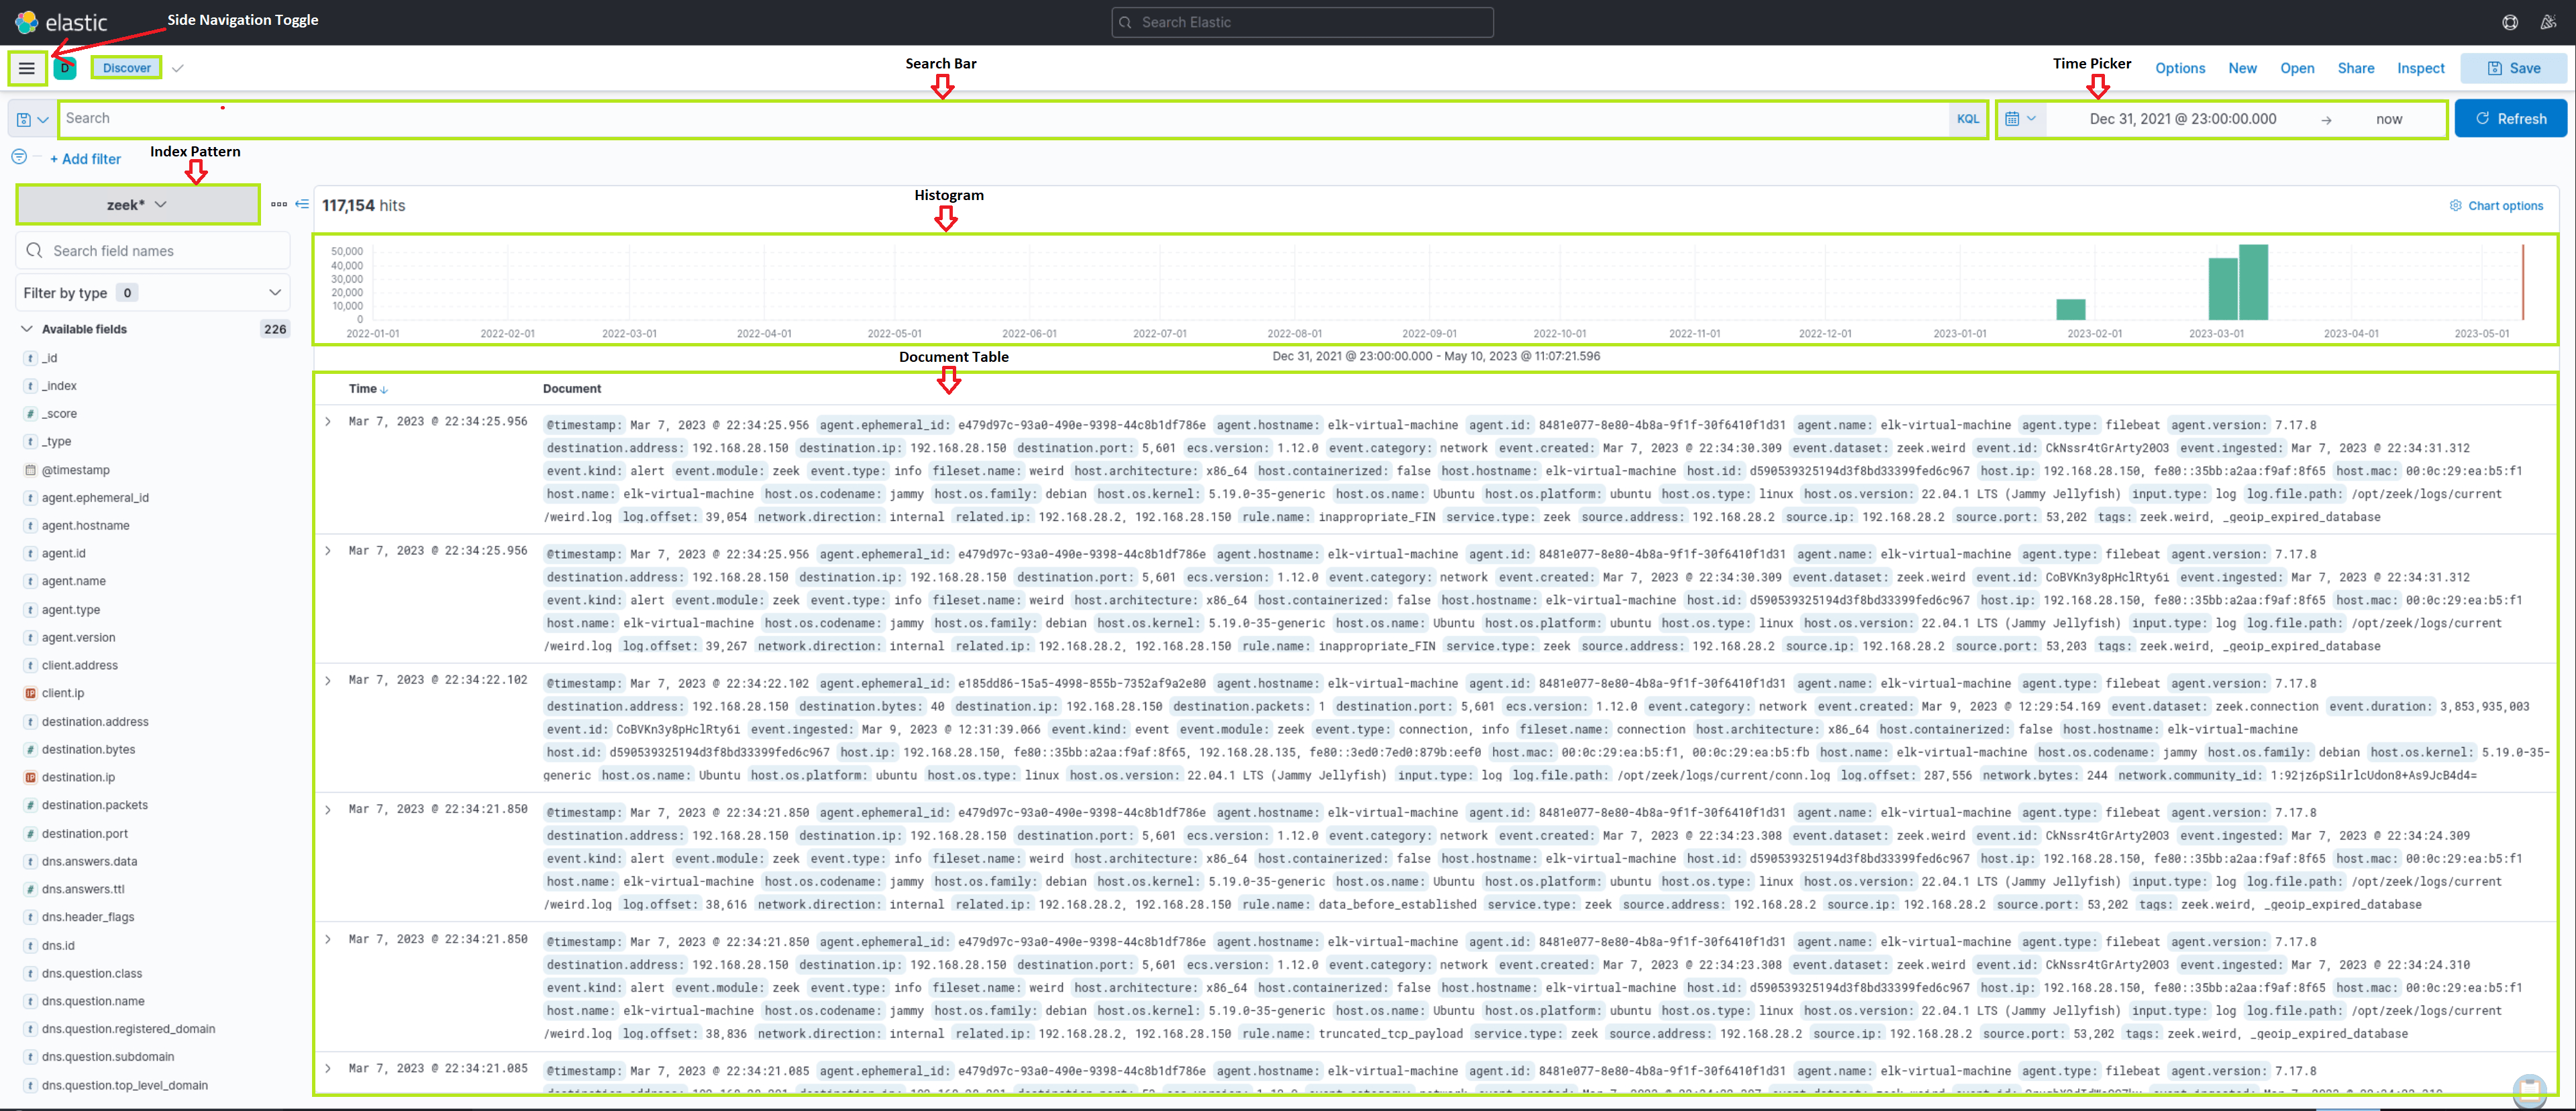 elastic
Side Navigation Toggle
Search Elastic
D
Discover
Search Bar
Time Picker
Options New Open Share Inspect Save
Search
KQL
Dec 31, 2021 @ 23:00:00.000 → now
Refresh
+ Add filter
Index Pattern
zeek*
117,154 hits
Histogram
Chart options
Search field names
Filter by type 0
Available fields 226
_id
_index
_score
_type
@timestamp
agent.ephemeral_id
agent.hostname
agent.id
agent.name
agent.type
agent.version
client.address
client.ip
destination.address
destination.bytes
destination.ip
destination.packets
destination.port
dns.answers.data
dns.answers.ttl
dns.header_flags
dns.id
dns.question.class
dns.question.name
dns.question.registered_domain
dns.question.subdomain
dns.question.top_level_domain
50,000
40,000
30,000
20,000
10,000
0
2022-01-01 2022-02-01 2022-03-01 2022-04-01 2022-05-01 2022-06-01 2022-07-01 2022-08-01 2022-09-01 2022-10-01 2022-11-01 2022-12-01 2023-01-01 2023-02-01 2023-03-01 2023-04-01 2023-05-01
Dec 31, 2021 @ 23:00:00.000 - May 10, 2023 @ 11:07:21.596
Document Table
Time Document
Mar 7, 2023 @ 22:34:25.956 @timestamp: Mar 7, 2023 @ 22:34:25.956 agent.ephemeral_id: e479d97c-93a0-490e-9398-44c8b1df786e agent.hostname: elk-virtual-machine agent.id: 8481e077-8e80-4b8a-9f1f-30f6410f1d31 agent.name: elk-virtual-machine agent.type: filebeat agent.version: 7.17.8
destination.address: 192.168.28.150 destination.ip: 192.168.28.150 destination.port: 5,601 ecs.version: 1.12.0 event.category: network event.created: Mar 7, 2023 @ 22:34:30.309 event.dataset: zeek.weird event.id: CkNssr4tGrArty20O3 event.ingested: Mar 7, 2023 @ 22:34:31.312
event.kind: alert event.module: zeek event.type: info fileset.name: weird host.architecture: x86_64 host.containerized: false host.hostname: elk-virtual-machine host.id: d590539325194d3f8bd33399fed6c967 host.ip: 192.168.28.150, fe80::35bb:a2aa:f9af:8f65 host.mac: 00:0c:29:ea:b5:f1
host.name: elk-virtual-machine host.os.codename: jammy host.os.family: debian host.os.kernel: 5.19.0-35-generic host.os.name: Ubuntu host.os.platform: ubuntu host.os.type: linux host.os.version: 22.04.1 LTS (Jammy Jellyfish) input.type: log log.file.path: /opt/zeek/logs/current
/weird.log log.offset: 39,054 network.direction: internal related.ip: 192.168.28.2, 192.168.28.150 rule.name: inappropriate_FIN service.type: zeek source.address: 192.168.28.2 source.ip: 192.168.28.2 source.port: 53,202 tags: zeek.weird, _geoip_expired_database
Mar 7, 2023 @ 22:34:25.956 @timestamp: Mar 7, 2023 @ 22:34:25.956 agent.ephemeral_id: e479d97c-93a0-490e-9398-44c8b1df786e agent.hostname: elk-virtual-machine agent.id: 8481e077-8e80-4b8a-9f1f-30f6410f1d31 agent.name: elk-virtual-machine agent.type: filebeat agent.version: 7.17.8
destination.address: 192.168.28.150 destination.ip: 192.168.28.150 destination.port: 5,601 ecs.version: 1.12.0 event.category: network event.created: Mar 7, 2023 @ 22:34:30.309 event.dataset: zeek.weird event.id: CoBVKn3y8pHclRty6i event.ingested: Mar 7, 2023 @ 22:34:31.312
event.kind: alert event.module: zeek event.type: info fileset.name: weird host.architecture: x86_64 host.containerized: false host.hostname: elk-virtual-machine host.id: d590539325194d3f8bd33399fed6c967 host.ip: 192.168.28.150, fe80::35bb:a2aa:f9af:8f65 host.mac: 00:0c:29:ea:b5:f1
host.name: elk-virtual-machine host.os.codename: jammy host.os.family: debian host.os.kernel: 5.19.0-35-generic host.os.name: Ubuntu host.os.platform: ubuntu host.os.type: linux host.os.version: 22.04.1 LTS (Jammy Jellyfish) input.type: log log.file.path: /opt/zeek/logs/current
/weird.log log.offset: 39,267 network.direction: internal related.ip: 192.168.28.2, 192.168.28.150 rule.name: inappropriate_FIN service.type: zeek source.address: 192.168.28.2 source.ip: 192.168.28.2 source.port: 53,203 tags: zeek.weird, _geoip_expired_database
Mar 7, 2023 @ 22:34:22.102 @timestamp: Mar 7, 2023 @ 22:34:22.102 agent.ephemeral_id: e185dd86-15a5-4998-855b-7352af9a2e80 agent.hostname: elk-virtual-machine agent.id: 8481e077-8e80-4b8a-9f1f-30f6410f1d31 agent.name: elk-virtual-machine agent.type: filebeat agent.version: 7.17.8
destination.address: 192.168.28.150 destination.bytes: 40 destination.ip: 192.168.28.150 destination.packets: 1 destination.port: 5,601 ecs.version: 1.12.0 event.category: network event.created: Mar 9, 2023 @ 12:29:54.169 event.dataset: zeek.connection event.duration: 3,853,935,003
event.id: CoBVKn3y8pHclRty6i event.ingested: Mar 9, 2023 @ 12:31:39.066 event.kind: event event.module: zeek event.type: connection, info fileset.name: connection host.architecture: x86_64 host.containerized: false host.hostname: elk-virtual-machine
host.id: d590539325194d3f8bd33399fed6c967 host.ip: 192.168.28.150, fe80::35bb:a2aa:f9af:8f65, 192.168.28.135, fe80::3ed0:7ed0:879b:eef0 host.mac: 00:0c:29:ea:b5:f1, 00:0c:29:ea:b5:fb host.name: elk-virtual-machine host.os.codename: jammy host.os.family: debian host.os.kernel: 5.19.0-35-
generic host.os.name: Ubuntu host.os.platform: ubuntu host.os.type: linux host.os.version: 22.04.1 LTS (Jammy Jellyfish) input.type: log log.file.path: /opt/zeek/logs/current/conn.log log.offset: 287,556 network.bytes: 244 network.community_id: 1:92jz6pSilrlcUdon8+As9JcB4d4=
Mar 7, 2023 @ 22:34:21.850 @timestamp: Mar 7, 2023 @ 22:34:21.850 agent.ephemeral_id: e479d97c-93a0-490e-9398-44c8b1df786e agent.hostname: elk-virtual-machine agent.id: 8481e077-8e80-4b8a-9f1f-30f6410f1d31 agent.name: elk-virtual-machine agent.type: filebeat agent.version: 7.17.8
destination.address: 192.168.28.150 destination.ip: 192.168.28.150 destination.port: 5,601 ecs.version: 1.12.0 event.category: network event.created: Mar 7, 2023 @ 22:34:23.308 event.dataset: zeek.weird event.id: CkNssr4tGrArty20O3 event.ingested: Mar 7, 2023 @ 22:34:24.309
event.kind: alert event.module: zeek event.type: info fileset.name: weird host.architecture: x86_64 host.containerized: false host.hostname: elk-virtual-machine host.id: d590539325194d3f8bd33399fed6c967 host.ip: 192.168.28.150, fe80::35bb:a2aa:f9af:8f65 host.mac: 00:0c:29:ea:b5:f1
host.name: elk-virtual-machine host.os.codename: jammy host.os.family: debian host.os.kernel: 5.19.0-35-generic host.os.name: Ubuntu host.os.platform: ubuntu host.os.type: linux host.os.version: 22.04.1 LTS (Jammy Jellyfish) input.type: log log.file.path: /opt/zeek/logs/current
/weird.log log.offset: 38,616 network.direction: internal related.ip: 192.168.28.2, 192.168.28.150 rule.name: data_before_established service.type: zeek source.address: 192.168.28.2 source.ip: 192.168.28.2 source.port: 53,202 tags: zeek.weird, _geoip_expired_database
Mar 7, 2023 @ 22:34:21.850 @timestamp: Mar 7, 2023 @ 22:34:21.850 agent.ephemeral_id: e479d97c-93a0-490e-9398-44c8b1df786e agent.hostname: elk-virtual-machine agent.id: 8481e077-8e80-4b8a-9f1f-30f6410f1d31 agent.name: elk-virtual-machine agent.type: filebeat agent.version: 7.17.8
destination.address: 192.168.28.150 destination.ip: 192.168.28.150 destination.port: 5,601 ecs.version: 1.12.0 event.category: network event.created: Mar 7, 2023 @ 22:34:23.308 event.dataset: zeek.weird event.id: CkNssr4tGrArty20O3 event.ingested: Mar 7, 2023 @ 22:34:24.310
event.kind: alert event.module: zeek event.type: info fileset.name: weird host.architecture: x86_64 host.containerized: false host.hostname: elk-virtual-machine host.id: d590539325194d3f8bd33399fed6c967 host.ip: 192.168.28.150, fe80::35bb:a2aa:f9af:8f65 host.mac: 00:0c:29:ea:b5:f1
host.name: elk-virtual-machine host.os.codename: jammy host.os.family: debian host.os.kernel: 5.19.0-35-generic host.os.name: Ubuntu host.os.platform: ubuntu host.os.type: linux host.os.version: 22.04.1 LTS (Jammy Jellyfish) input.type: log log.file.path: /opt/zeek/logs/current
/weird.log log.offset: 38,836 network.direction: internal related.ip: 192.168.28.2, 192.168.28.150 rule.name: truncated_tcp_payload service.type: zeek source.address: 192.168.28.2 source.ip: 192.168.28.2 source.port: 53,202 tags: zeek.weird, _geoip_expired_database
Mar 7, 2023 @ 22:34:21.085 @timestamp: Mar 7, 2023 @ 22:34:21.085 agent.ephemeral_id: e479d97c-93a0-490e-9398-44c8b1df786e agent.hostname: elk-virtual-machine agent.id: 8481e077-8e80-4b8a-9f1f-30f6410f1d31 agent.name: elk-virtual-machine agent.type: filebeat agent.version: 7.17.8